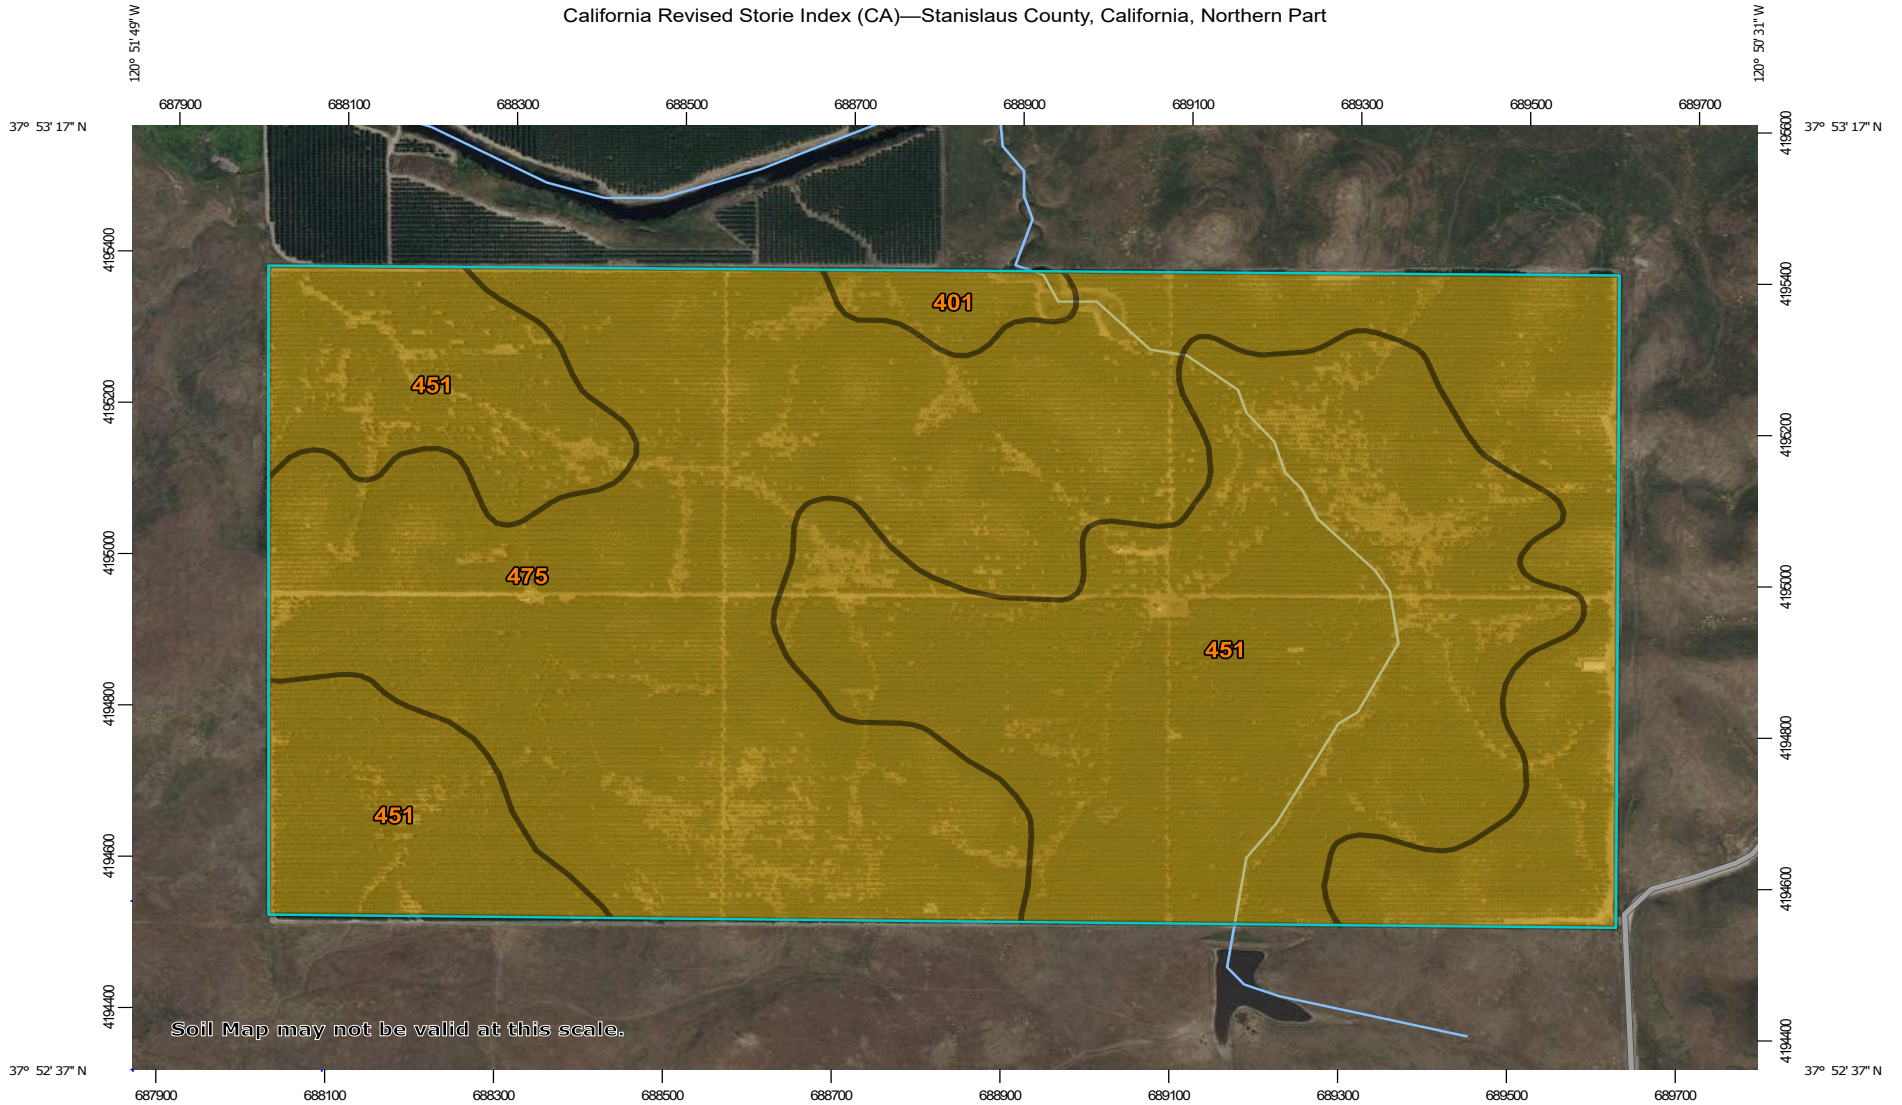 California Revised Storie Index (CA)—Stanislaus County, California, Northern Part
120° 51' 49'' W
120° 50' 31'' W
687900 688100 688300 688500 688700 688900 689100 689300 689500 689700
37° 53' 17'' N
37° 53' 17'' N
4195600
4195400
4195400
401
451
4195200
4195200
4195000
475
4195000
451
4194800
4194800
451
4194600
4194600
4194400
Soil Map may not be valid at this scale.
4194400
37° 52' 37'' N
37° 52' 37'' N
687900 688100 688300 688500 688700 688900 689100 689300 689500 689700